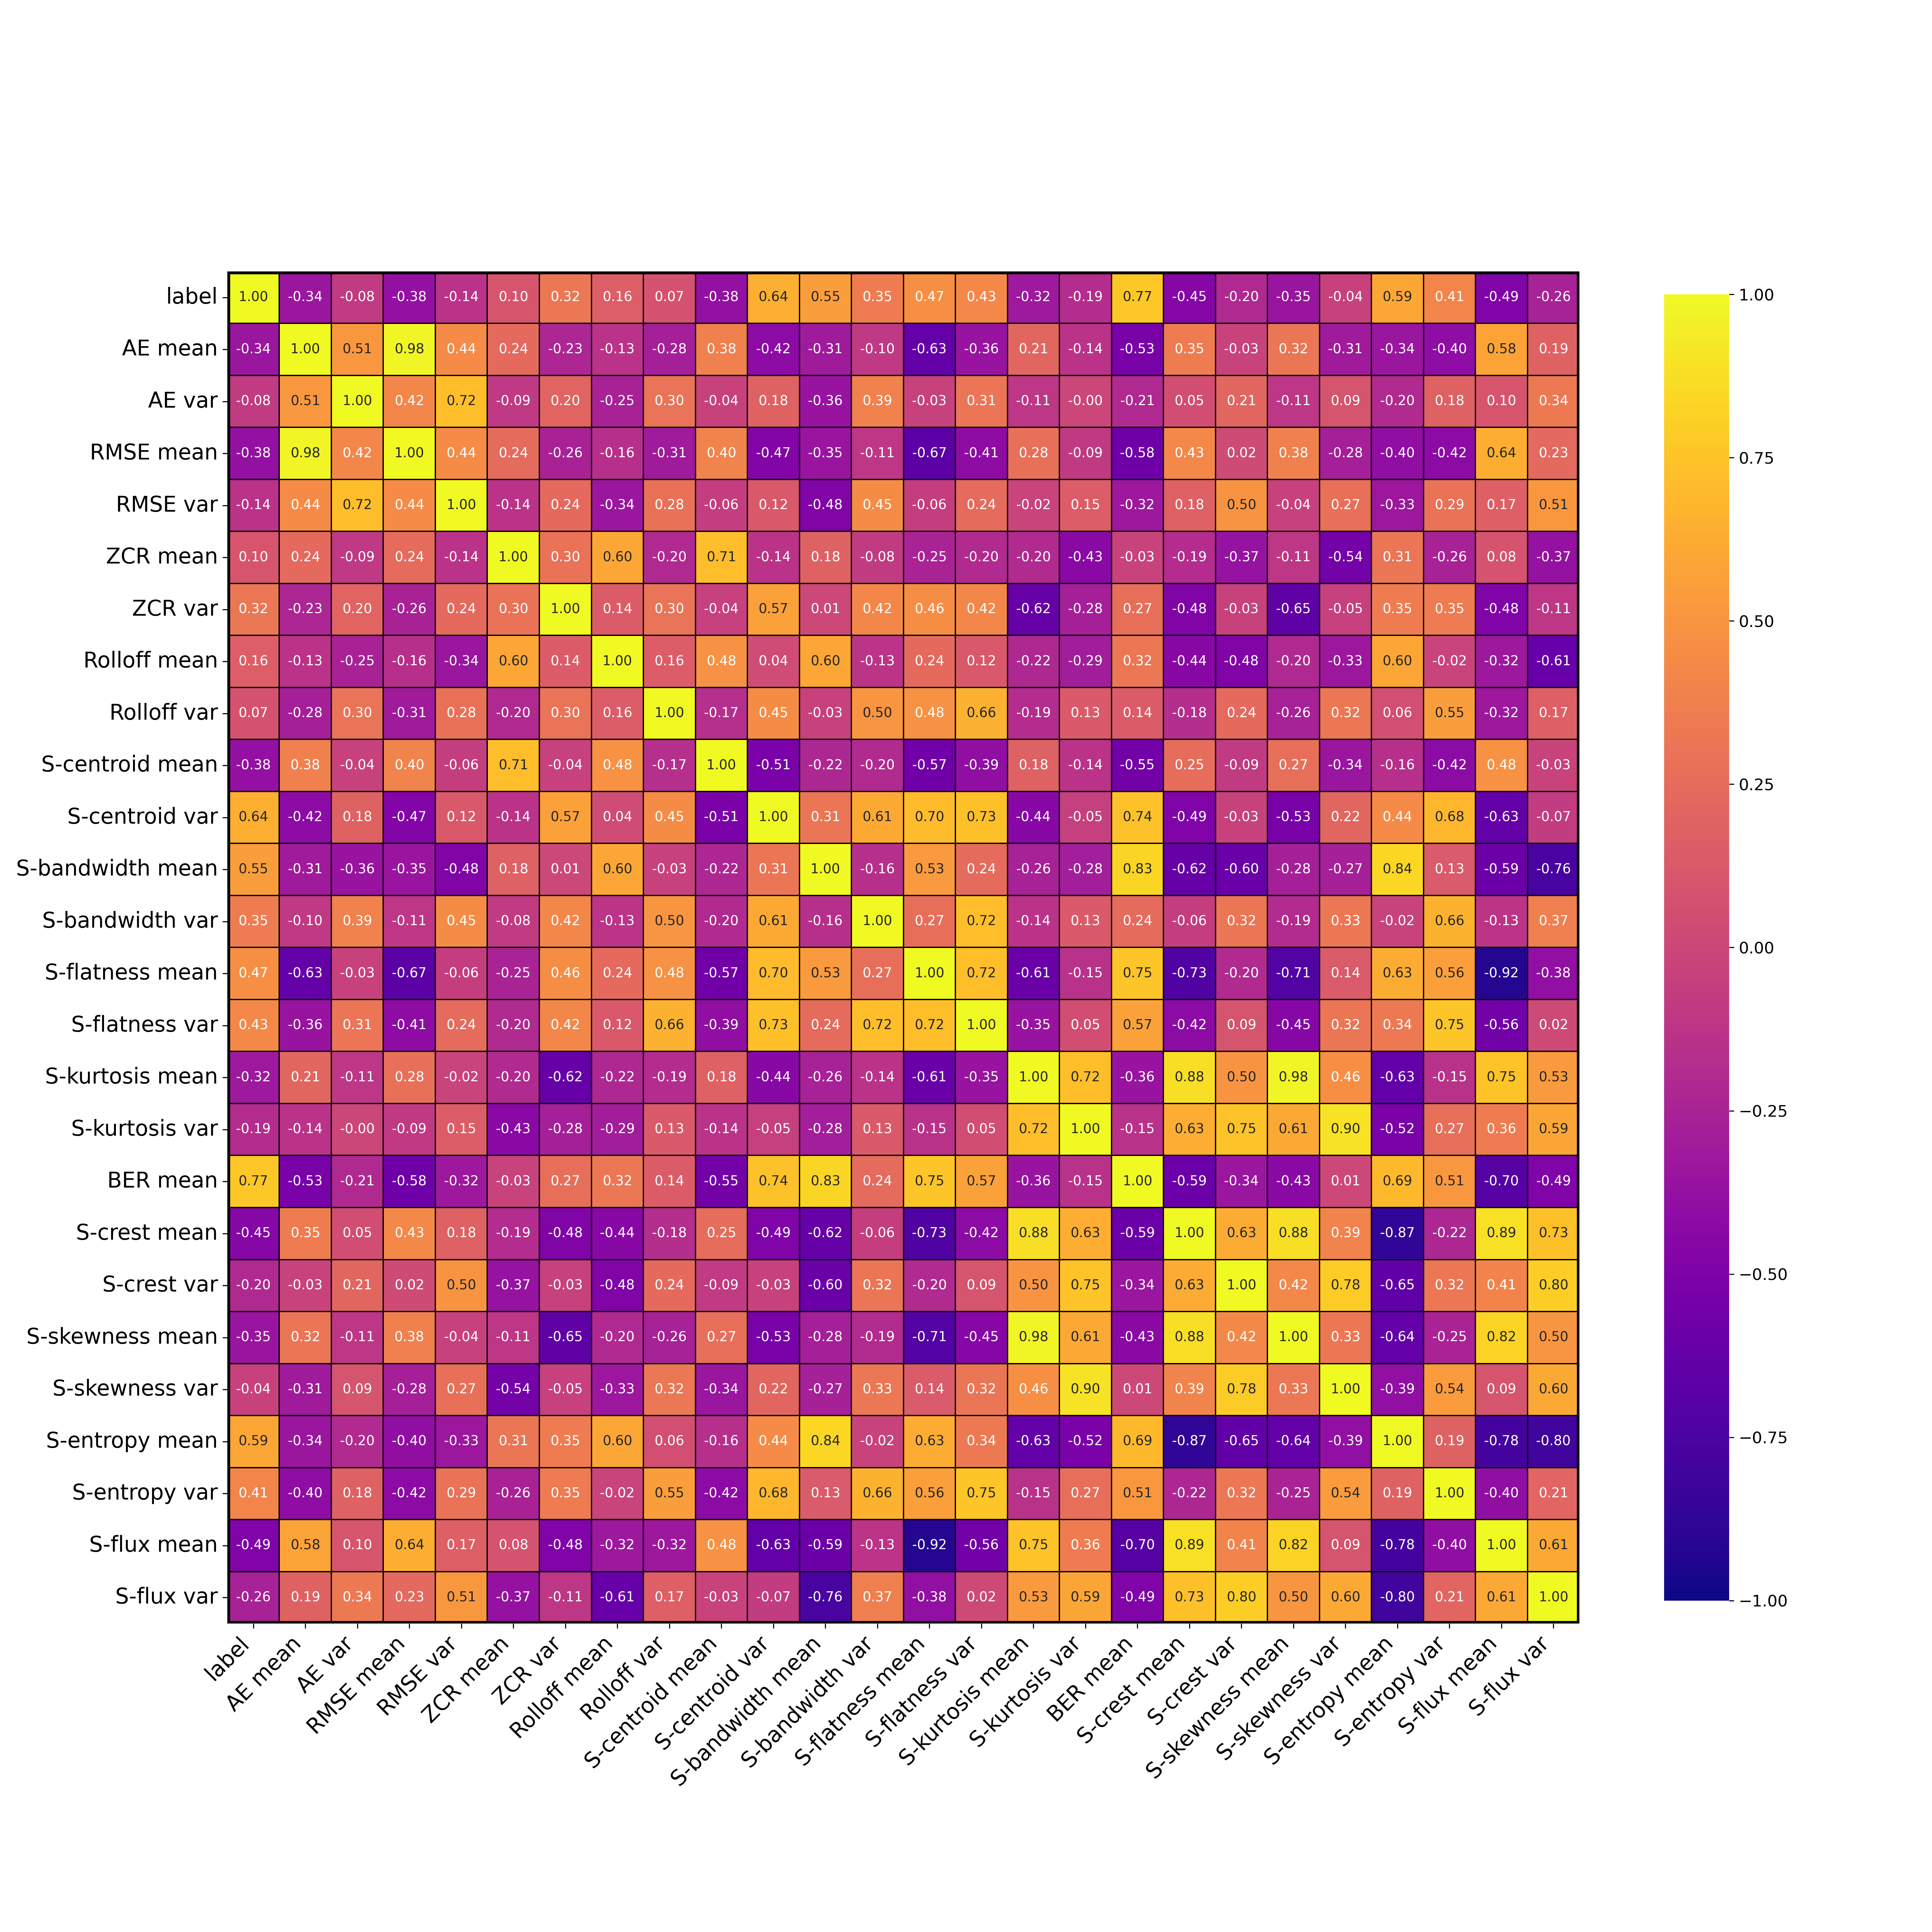 label 1.00 -0.34 -0.08 -0.38 -0.14 0.10 0.32 0.16 0.07 -0.38 0.64 0.55 0.35 0.47 0.43 -0.32 -0.19 0.77 -0.45 -0.20 -0.35 -0.04 0.59 0.41 -0.49 -0.26
AE mean -0.34 1.00 0.51 0.98 0.44 0.24 -0.23 -0.13 -0.28 0.38 -0.42 -0.31 -0.10 -0.63 -0.36 0.21 -0.14 -0.53 0.35 -0.03 0.32 -0.31 -0.34 -0.40 0.58 0.19
AE var -0.08 0.51 1.00 0.42 0.72 -0.09 0.20 -0.25 0.30 -0.04 0.18 -0.36 0.39 -0.03 0.31 -0.11 -0.00 -0.21 0.05 0.21 -0.11 0.09 -0.20 0.18 0.10 0.34
RMSE mean -0.38 0.98 0.42 1.00 0.44 0.24 -0.26 -0.16 -0.31 0.40 -0.47 -0.35 -0.11 -0.67 -0.41 0.28 -0.09 -0.58 0.43 0.02 0.38 -0.28 -0.40 -0.42 0.64 0.23
RMSE var -0.14 0.44 0.72 0.44 1.00 -0.14 0.24 -0.34 0.28 -0.06 0.12 -0.48 0.45 -0.06 0.24 -0.02 0.15 -0.32 0.18 0.50 -0.04 0.27 -0.33 0.29 0.17 0.51
ZCR mean 0.10 0.24 -0.09 0.24 -0.14 1.00 0.30 0.60 -0.20 0.71 -0.14 0.18 -0.08 -0.25 -0.20 -0.20 -0.43 -0.03 -0.19 -0.37 -0.11 -0.54 0.31 -0.26 0.08 -0.37
ZCR var 0.32 -0.23 0.20 -0.26 0.24 0.30 1.00 0.14 0.30 -0.04 0.57 0.01 0.42 0.46 0.42 -0.62 -0.28 0.27 -0.48 -0.03 -0.65 -0.05 0.35 0.35 -0.48 -0.11
Rolloff mean 0.16 -0.13 -0.25 -0.16 -0.34 0.60 0.14 1.00 0.16 0.48 0.04 0.60 -0.13 0.24 0.12 -0.22 -0.29 0.32 -0.44 -0.48 -0.20 -0.33 0.60 -0.02 -0.32 -0.61
Rolloff var 0.07 -0.28 0.30 -0.31 0.28 -0.20 0.30 0.16 1.00 -0.17 0.45 -0.03 0.50 0.48 0.66 -0.19 0.13 0.14 -0.18 0.24 -0.26 0.32 0.06 0.55 -0.32 0.17
S-centroid mean -0.38 0.38 -0.04 0.40 -0.06 0.71 -0.04 0.48 -0.17 1.00 -0.51 -0.22 -0.20 -0.57 -0.39 0.18 -0.14 -0.55 0.25 -0.09 0.27 -0.34 -0.16 -0.42 0.48 -0.03
S-centroid var 0.64 -0.42 0.18 -0.47 0.12 -0.14 0.57 0.04 0.45 -0.51 1.00 0.31 0.61 0.70 0.73 -0.44 -0.05 0.74 -0.49 -0.03 -0.53 0.22 0.44 0.68 -0.63 -0.07
S-bandwidth mean 0.55 -0.31 -0.36 -0.35 -0.48 0.18 0.01 0.60 -0.03 -0.22 0.31 1.00 -0.16 0.53 0.24 -0.26 -0.28 0.83 -0.62 -0.60 -0.28 -0.27 0.84 0.13 -0.59 -0.76
S-bandwidth var 0.35 -0.10 0.39 -0.11 0.45 -0.08 0.42 -0.13 0.50 -0.20 0.61 -0.16 1.00 0.27 0.72 -0.14 0.13 0.24 -0.06 0.32 -0.19 0.33 -0.02 0.66 -0.13 0.37
S-flatness mean 0.47 -0.63 -0.03 -0.67 -0.06 -0.25 0.46 0.24 0.48 -0.57 0.70 0.53 0.27 1.00 0.72 -0.61 -0.15 0.75 -0.73 -0.20 -0.71 0.14 0.63 0.56 -0.92 -0.38
S-flatness var 0.43 -0.36 0.31 -0.41 0.24 -0.20 0.42 0.12 0.66 -0.39 0.73 0.24 0.72 0.72 1.00 -0.35 0.05 0.57 -0.42 0.09 -0.45 0.32 0.34 0.75 -0.56 0.02
S-kurtosis mean -0.32 0.21 -0.11 0.28 -0.02 -0.20 -0.62 -0.22 -0.19 0.18 -0.44 -0.26 -0.14 -0.61 -0.35 1.00 0.72 -0.36 0.88 0.50 0.98 0.46 -0.63 -0.15 0.75 0.53
S-kurtosis var -0.19 -0.14 -0.00 -0.09 0.15 -0.43 -0.28 -0.29 0.13 -0.14 -0.05 -0.28 0.13 -0.15 0.05 0.72 1.00 -0.15 0.63 0.75 0.61 0.90 -0.52 0.27 0.36 0.59
BER mean 0.77 -0.53 -0.21 -0.58 -0.32 -0.03 0.27 0.32 0.14 -0.55 0.74 0.83 0.24 0.75 0.57 -0.36 -0.15 1.00 -0.59 -0.34 -0.43 0.01 0.69 0.51 -0.70 -0.49
S-crest mean -0.45 0.35 0.05 0.43 0.18 -0.19 -0.48 -0.44 -0.18 0.25 -0.49 -0.62 -0.06 -0.73 -0.42 0.88 0.63 -0.59 1.00 0.63 0.88 0.39 -0.87 -0.22 0.89 0.73
S-crest var -0.20 -0.03 0.21 0.02 0.50 -0.37 -0.03 -0.48 0.24 -0.09 -0.03 -0.60 0.32 -0.20 0.09 0.50 0.75 -0.34 0.63 1.00 0.42 0.78 -0.65 0.32 0.41 0.80
S-skewness mean -0.35 0.32 -0.11 0.38 -0.04 -0.11 -0.65 -0.20 -0.26 0.27 -0.53 -0.28 -0.19 -0.71 -0.45 0.98 0.61 -0.43 0.88 0.42 1.00 0.33 -0.64 -0.25 0.82 0.50
S-skewness var -0.04 -0.31 0.09 -0.28 0.27 -0.54 -0.05 -0.33 0.32 -0.34 0.22 -0.27 0.33 0.14 0.32 0.46 0.90 0.01 0.39 0.78 0.33 1.00 -0.39 0.54 0.09 0.60
S-entropy mean 0.59 -0.34 -0.20 -0.40 -0.33 0.31 0.35 0.60 0.06 -0.16 0.44 0.84 -0.02 0.63 0.34 -0.63 -0.52 0.69 -0.87 -0.65 -0.64 -0.39 1.00 0.19 -0.78 -0.80
S-entropy var 0.41 -0.40 0.18 -0.42 0.29 -0.26 0.35 -0.02 0.55 -0.42 0.68 0.13 0.66 0.56 0.75 -0.15 0.27 0.51 -0.22 0.32 -0.25 0.54 0.19 1.00 -0.40 0.21
S-flux mean -0.49 0.58 0.10 0.64 0.17 0.08 -0.48 -0.32 -0.32 0.48 -0.63 -0.59 -0.13 -0.92 -0.56 0.75 0.36 -0.70 0.89 0.41 0.82 0.09 -0.78 -0.40 1.00 0.61
S-flux var -0.26 0.19 0.34 0.23 0.51 -0.37 -0.11 -0.61 0.17 -0.03 -0.07 -0.76 0.37 -0.38 0.02 0.53 0.59 -0.49 0.73 0.80 0.50 0.60 -0.80 0.21 0.61 1.00
label
AE mean
AE var
RMSE mean
RMSE var
ZCR mean
ZCR var
Rolloff mean
Rolloff var
S-centroid mean
S-centroid var
S-bandwidth mean
S-bandwidth var
S-flatness mean
S-flatness var
S-kurtosis mean
S-kurtosis var
BER mean
S-crest mean
S-crest var
S-skewness mean
S-skewness var
S-entropy mean
S-entropy var
S-flux mean
S-flux var
1.00
0.75
0.50
0.25
0.00
−0.25
−0.50
−0.75
−1.00